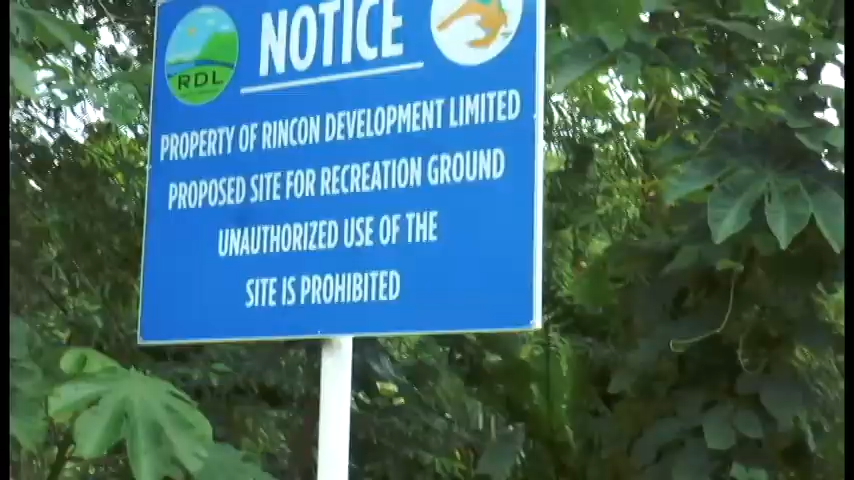 NOTICE
RDL
PROPERTY OF RINCON DEVELOPMENT LIMITED
PROPOSED SITE FOR RECREATION GROUND
UNAUTHORIZED USE OF THE
SITE IS PROHIBITED